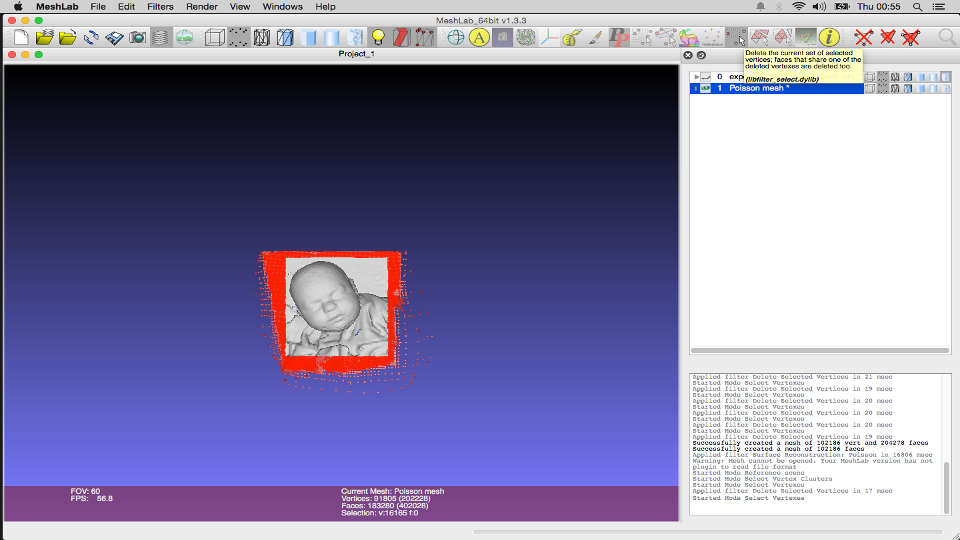 MeshLab File Edit Filters Render View Window Help
Thu 00:55
MeshLab_64bit v1.3.3
Project_1
Delete the current set of selected
vertices; faces that share one of the
deleted vertexes are deleted too.
(libfilter_select.dylib)
0 exp
1 Poisson mesh *
Applied filter Delete Selected Vertices in 21 msec
Started Mode Select Vertexes
Applied filter Delete Selected Vertices in 19 msec
Started Mode Select Vertexes
Applied filter Delete Selected Vertices in 20 msec
Started Mode Select Vertexes
Applied filter Delete Selected Vertices in 20 msec
Started Mode Select Vertexes
Applied filter Delete Selected Vertices in 20 msec
Started Mode Select Vertexes
Applied filter Delete Selected Vertices in 19 msec
Successfully created a mesh of 102186 vert and 204278 faces
Successfully created a mesh of 102186 faces
Applied filter Surface Reconstruction: Poisson in 16806 msec
Warning: Mesh cannot be opened. Your MeshLab version has not
plugin to read file format
Started Mode Reference Scene
Started Mode Select Vertex Clusters
Started Mode Select Vertexes
Applied filter Delete Selected Vertices in 17 msec
Started Mode Select Vertexes
FOV: 60
FPS: 56.8
Current Mesh: Poisson mesh
Vertices: 91805 (202228)
Faces: 183280 (402028)
Selection: v:16165 f:0